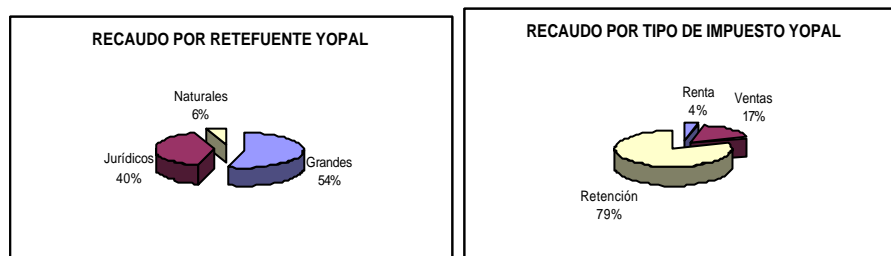 RECAUDO POR RETEFUENTE YOPAL
Naturales
6%
Jurídicos
40%
Grandes
54%
RECAUDO POR TIPO DE IMPUESTO YOPAL
Renta
4%
Ventas
17%
Retención
79%